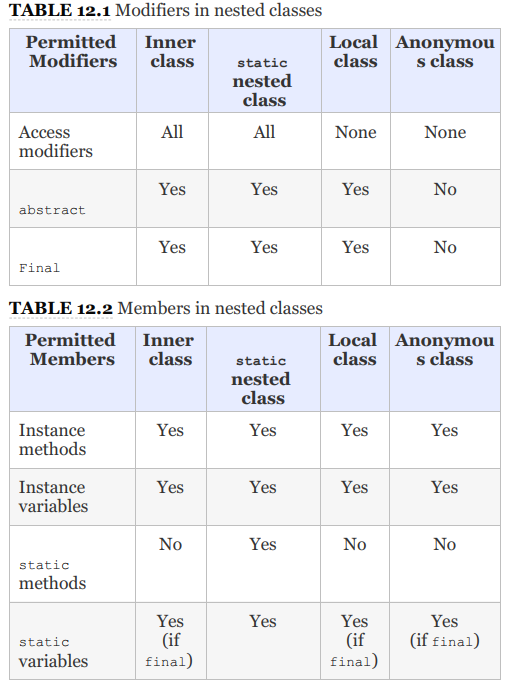 TABLE 12.1 Modifiers in nested classes
Permitted Modifiers Inner class static nested class Local class Anonymou s class
Access modifiers All All None None
abstract Yes Yes Yes No
Final Yes Yes Yes No
TABLE 12.2 Members in nested classes
Permitted Members Inner class static nested class Local class Anonymou s class
Instance methods Yes Yes Yes Yes
Instance variables Yes Yes Yes Yes
static methods No Yes No No
static variables Yes (if final) Yes Yes (if final) Yes (if final)